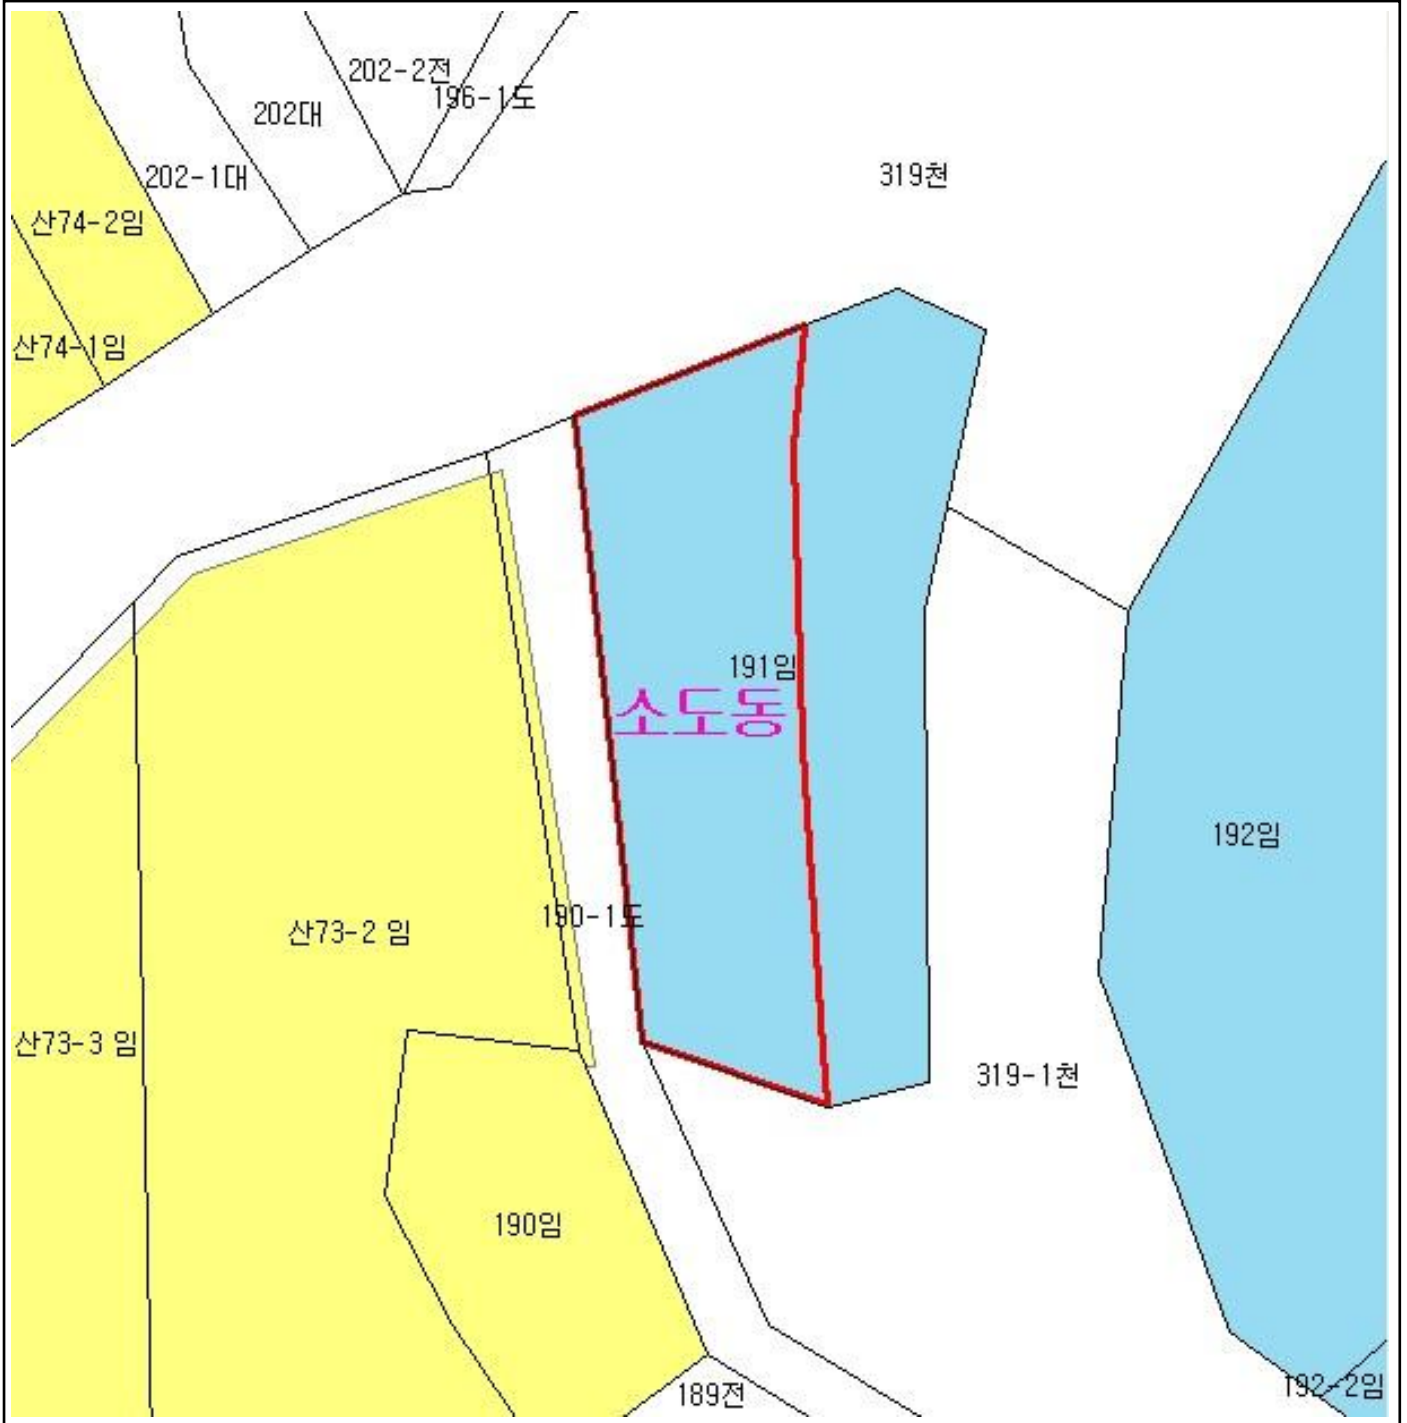 202-2전
196-1도
202대
202-1대
319천
산74-2임
산74-1임
191임
소도동
192임
190-1도
산73-2 임
산73-3 임
319-1천
190임
189전
192-2임